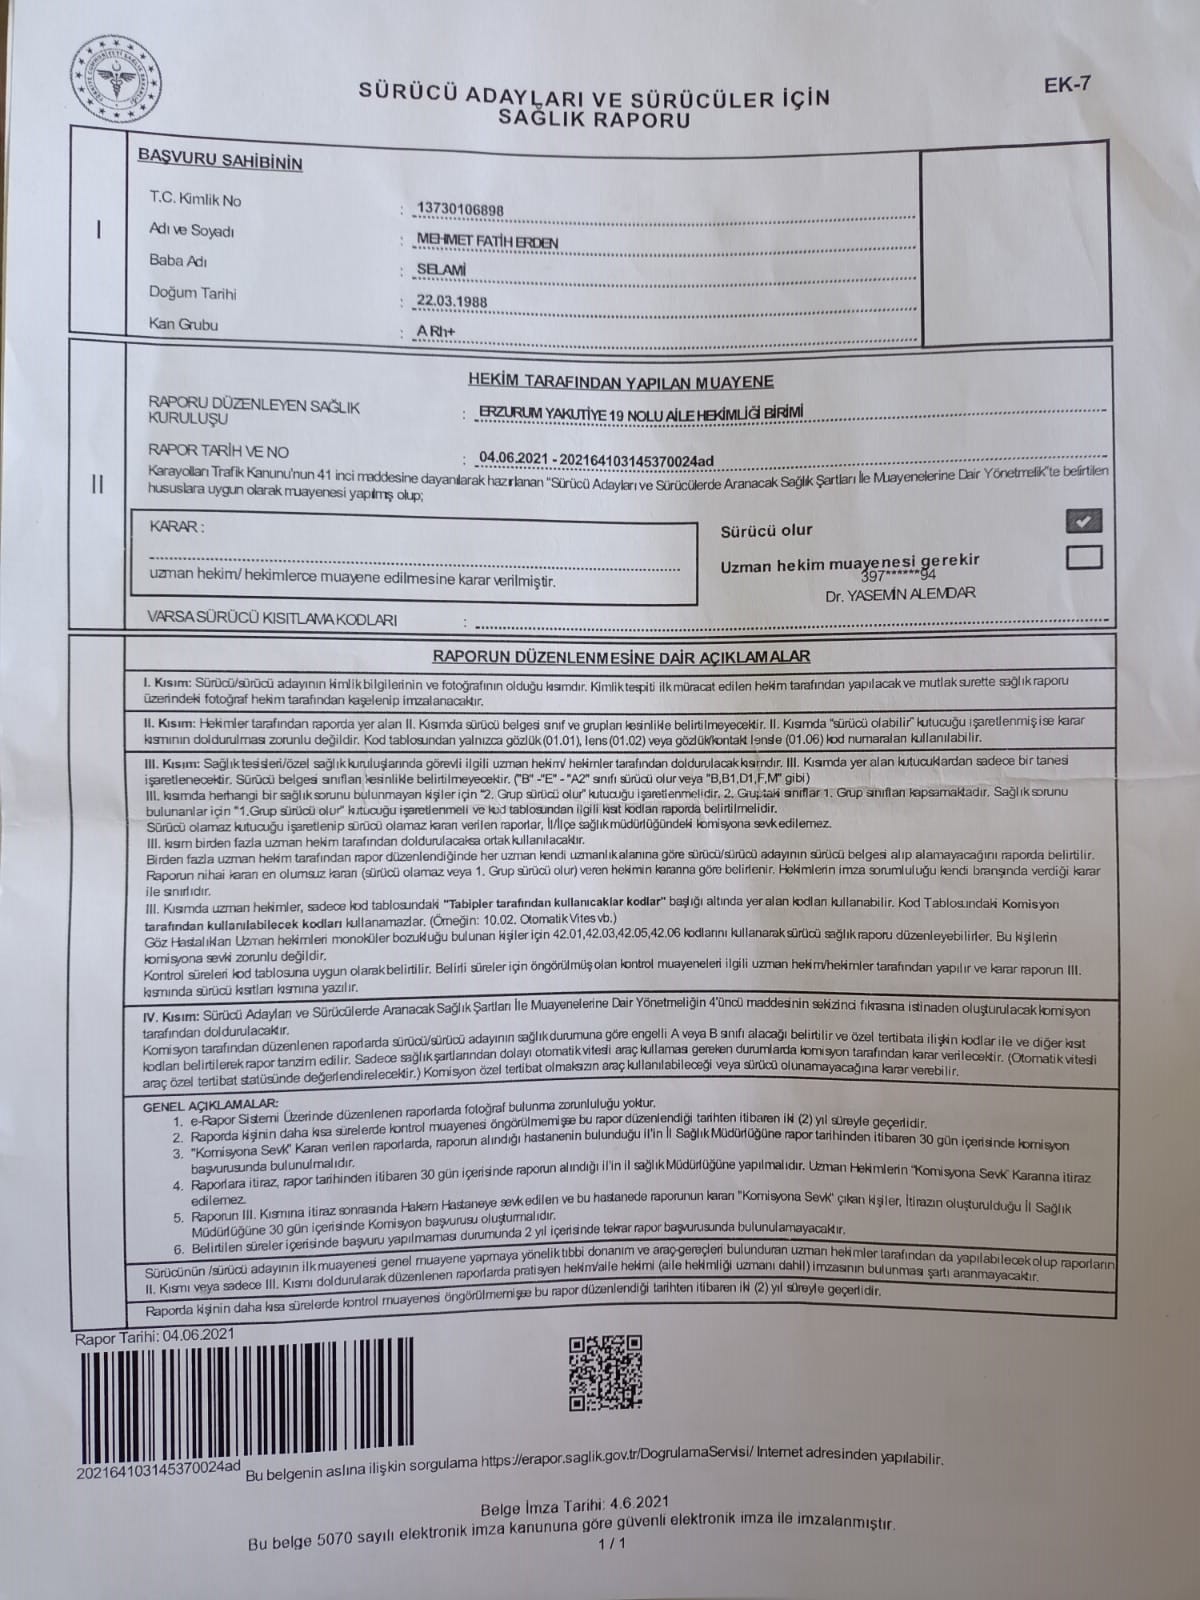 SÜRÜCÜ ADAYLARI VE SÜRÜCÜLER İÇİN
SAĞLIK RAPORU
EK-7
I
BAŞVURU SAHİBİNİN
T.C. Kimlik No : 13730106898
Adı ve Soyadı : MEHMET FATİH ERDEN
Baba Adı : SELAMİ
Doğum Tarihi : 22.03.1988
Kan Grubu : A Rh+
II
HEKİM TARAFINDAN YAPILAN MUAYENE
RAPORU DÜZENLEYEN SAĞLIK
KURULUŞU : ERZURUM YAKUTİYE 19 NOLU AİLE HEKİMLİĞİ BİRİMİ
RAPOR TARİH VE NO : 04.06.2021 - 202164103145370024ad
Karayolları Trafik Kanunu'nun 41 inci maddesine dayanılarak hazırlanan "Sürücü Adayları ve Sürücülerde Aranacak Sağlık Şartları İle Muayenelerine Dair Yönetmelik"te belirtilen
hususlara uygun olarak muayenesi yapılmış olup;
KARAR :
uzman hekim/ hekimlerce muayene edilmesine karar verilmiştir.
Sürücü olur
Uzman hekim muayenesi gerekir
397******94
Dr. YASEMİN ALEMDAR
VARSA SÜRÜCÜ KISITLAMA KODLARI :
RAPORUN DÜZENLENMESİNE DAİR AÇIKLAMALAR
I. Kısım: Sürücü/sürücü adayının kimlik bilgilerinin ve fotoğrafının olduğu kısımdır. Kimlik tespiti ilk müracat edilen hekim tarafından yapılacak ve mutlak surette sağlık raporu
üzerindeki fotoğraf hekim tarafından kaşelenip imzalanacaktır.
II. Kısım: Hekimler tarafından raporda yer alan II. Kısımda sürücü belgesi sınıf ve grupları kesinlikle belirtilmeyecektir. II. Kısımda "sürücü olabilir" kutucuğu işaretlenmiş ise karar
kısmının doldurulması zorunlu değildir. Kod tablosundan yalnızca gözlük (01.01), lens (01.02) veya gözlük/kontakt lensle (01.06) kod numaraları kullanılabilir.
III. Kısım: Sağlık tesisleri/özel sağlık kuruluşlarında görevli ilgili uzman hekim/ hekimler tarafından doldurulacak kısımdır. III. Kısımda yer alan kutucuklardan sadece bir tanesi
işaretlenecektir. Sürücü belgesi sınıfları kesinlikle belirtilmeyecektir. ("B" -"E" - "A2" sınıfı sürücü olur veya "B,B1,D1,F,M" gibi)
III. kısımda herhangi bir sağlık sorunu bulunmayan kişiler için "2. Grup sürücü olur" kutucuğu işaretlenmelidir. 2. Gruptaki sınıflar 1. Grup sınıfları kapsamaktadır. Sağlık sorunu
bulunanlar için "1.Grup sürücü olur" kutucuğu işaretlenmeli ve kod tablosundan ilgili kısıt kodları raporda belirtilmelidir.
Sürücü olamaz kutucuğu işaretlenip sürücü olamaz kararı verilen raporlar, İl/İlçe sağlık müdürlüğündeki komisyona sevk edilemez.
III. kısım birden fazla uzman hekim tarafından doldurulacaksa ortak kullanılacaktır.
Birden fazla uzman hekim tarafından rapor düzenlendiğinde her uzman kendi uzmanlık alanına göre sürücü/sürücü adayının sürücü belgesi alıp alamayacağını raporda belirtilir.
Raporun nihai kararı en olumsuz kararı (sürücü olamaz veya 1. Grup sürücü olur) veren hekimin kararına göre belirlenir. Hekimlerin imza sorumluluğu kendi branşında verdiği karar
ile sınırlıdır.
III. Kısımda uzman hekimler, sadece kod tablosundaki "Tabipler tarafından kullanıcaklar kodlar" başlığı altında yer alan kodları kullanabilir. Kod Tablosundaki Komisyon
tarafından kullanılabilecek kodları kullanamazlar. (Örneğin: 10.02. Otomatik Vites vb.)
Göz Hastalıkları Uzman hekimleri monoküler bozukluğu bulunan kişiler için 42.01,42.03,42.05,42.06 kodlarını kullanarak sürücü sağlık raporu düzenleyebilirler. Bu kişilerin
komisyona sevki zorunlu değildir.
Kontrol süreleri kod tablosuna uygun olarak belirtilir. Belirli süreler için öngörülmüş olan kontrol muayeneleri ilgili uzman hekim/hekimler tarafından yapılır ve karar raporun III.
kısmında sürücü kısıtları kısmına yazılır.
IV. Kısım: Sürücü Adayları ve Sürücülerde Aranacak Sağlık Şartları İle Muayenelerine Dair Yönetmeliğin 4'üncü maddesinin sekizinci fıkrasına istinaden oluşturulacak komisyon
tarafından doldurulacaktır.
Komisyon tarafından düzenlenen raporlarda sürücü/sürücü adayının sağlık durumuna göre engelli A veya B sınıfı alacağı belirtilir ve özel tertibata ilişkin kodlar ile ve diğer kısıt
kodları belirtilerek rapor tanzim edilir. Sadece sağlık şartlarından dolayı otomatik vitesli araç kullaması gereken durumlarda komisyon tarafından karar verilecektir. (Otomatik vitesli
araç özel tertibat statüsünde değerlendirelecektir.) Komisyon özel tertibat olmaksızın araç kullanılabileceği veya sürücü olunamayacağına karar verebilir.
GENEL AÇIKLAMALAR:
1. e-Rapor Sistemi Üzerinde düzenlenen raporlarda fotoğraf bulunma zorunluluğu yoktur.
2. Raporda kişinin daha kısa sürelerde kontrol muayenesi öngörülmemişse bu rapor düzenlendiği tarihten itibaren iki (2) yıl süreyle geçerlidir.
3. "Komisyona Sevk" Kararı verilen raporlarda, raporun alındığı hastanenin bulunduğu il'in İl Sağlık Müdürlüğüne rapor tarihinden itibaren 30 gün içerisinde komisyon
başvurusunda bulunulmalıdır.
4. Raporlara itiraz, rapor tarihinden itibaren 30 gün içerisinde raporun alındığı il'in il sağlık Müdürlüğüne yapılmalıdır. Uzman Hekimlerin "Komisyona Sevk" Kararına itiraz
edilemez.
5. Raporun III. Kısmına itiraz sonrasında Hakem Hastaneye sevk edilen ve bu hastanede raporunun kararı "Komisyona Sevk" çıkan kişiler, İtirazın oluşturulduğu İl Sağlık
Müdürlüğüne 30 gün içerisinde Komisyon başvurusu oluşturmalıdır.
6. Belirtilen süreler içerisinde başvuru yapılmaması durumunda 2 yıl içerisinde tekrar rapor başvurusunda bulunulamayacaktır.
Sürücünün /sürücü adayının ilk muayenesi genel muayene yapmaya yönelik tıbbi donanım ve araç-gereçleri bulunduran uzman hekimler tarafından da yapılabilecek olup raporların
II. Kısmı veya sadece III. Kısmı doldurularak düzenlenen raporlarda pratisyen hekim/aile hekimi (aile hekimliği uzmanı dahil) imzasının bulunması şartı aranmayacaktır.
Raporda kişinin daha kısa sürelerde kontrol muayenesi öngörülmemişse bu rapor düzenlendiği tarihten itibaren iki (2) yıl süreyle geçerlidir.
Rapor Tarihi: 04.06.2021
202164103145370024ad
Bu belgenin aslına ilişkin sorgulama https://erapor.saglik.gov.tr/DogrulamaServisi/ Internet adresinden yapılabilir.
Belge İmza Tarihi: 4.6.2021
Bu belge 5070 sayılı elektronik imza kanununa göre güvenli elektronik imza ile imzalanmıştır.
1 / 1